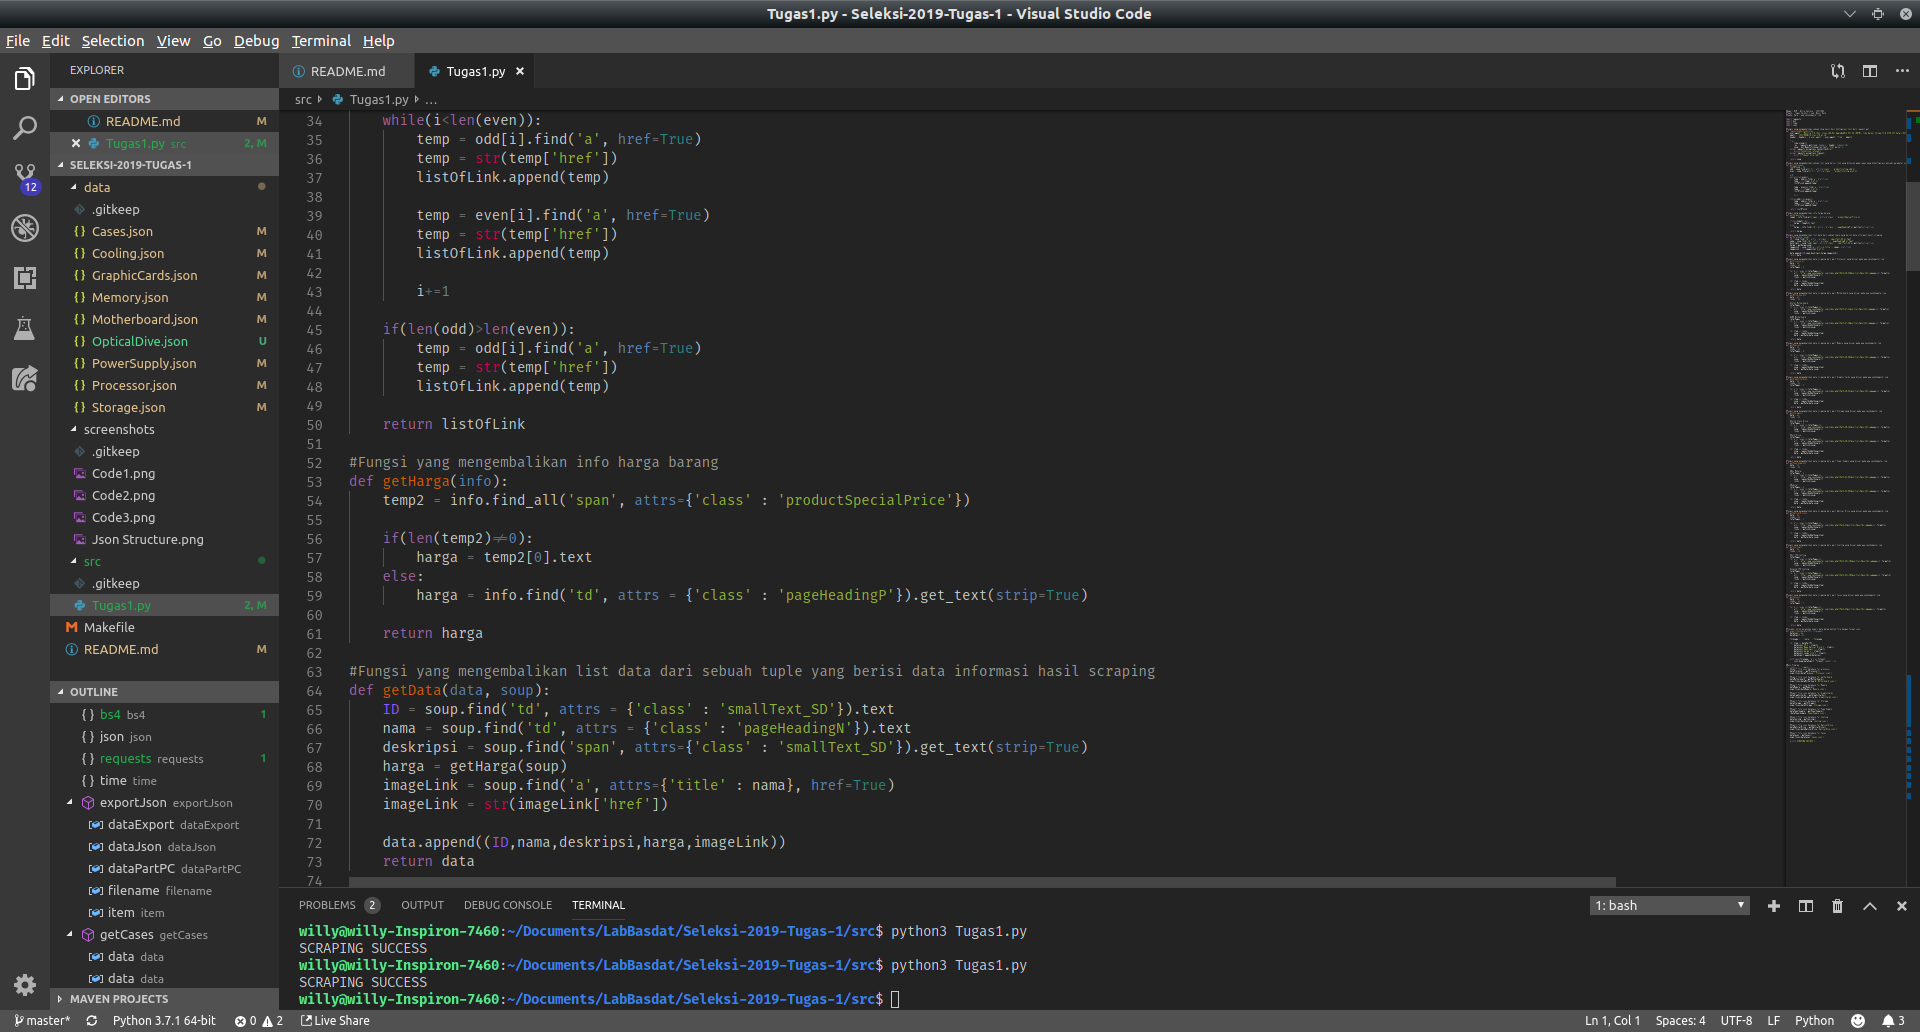 Tugas1.py - Seleksi-2019-Tugas-1 - Visual Studio Code
File Edit Selection View Go Debug Terminal Help
EXPLORER
OPEN EDITORS
README.md M
Tugas1.py src 2, M
SELEKSI-2019-TUGAS-1
data
.gitkeep
{} Cases.json M
{} Cooling.json M
{} GraphicCards.json M
{} Memory.json M
{} Motherboard.json M
{} OpticalDive.json U
{} PowerSupply.json M
{} Processor.json M
{} Storage.json M
screenshots
.gitkeep
Code1.png
Code2.png
Code3.png
Json Structure.png
src
.gitkeep
Tugas1.py 2, M
Makefile
README.md M
12
OUTLINE
{} bs4 bs4 1
{} json json
{} requests requests 1
{} time time
exportJson exportJson
dataExport dataExport
dataJson dataJson
dataPartPC dataPartPC
filename filename
item item
getCases getCases
data data
data data
MAVEN PROJECTS
README.md
Tugas1.py
src Tugas1.py ...
34 while(i<len(even)):
35 temp = odd[i].find('a', href=True)
36 temp = str(temp['href'])
37 listOfLink.append(temp)
38
39 temp = even[i].find('a', href=True)
40 temp = str(temp['href'])
41 listOfLink.append(temp)
42
43 i+=1
44
45 if(len(odd)>len(even)):
46 temp = odd[i].find('a', href=True)
47 temp = str(temp['href'])
48 listOfLink.append(temp)
49
50 return listOfLink
51
52 #Fungsi yang mengembalikan info harga barang
53 def getHarga(info):
54 temp2 = info.find_all('span', attrs={'class' : 'productSpecialPrice'})
55
56 if(len(temp2)≠0):
57 harga = temp2[0].text
58 else:
59 harga = info.find('td', attrs = {'class' : 'pageHeadingP'}).get_text(strip=True)
60
61 return harga
62
63 #Fungsi yang mengembalikan list data dari sebuah tuple yang berisi data informasi hasil scraping
64 def getData(data, soup):
65 ID = soup.find('td', attrs = {'class' : 'smallText_SD'}).text
66 nama = soup.find('td', attrs = {'class' : 'pageHeadingN'}).text
67 deskripsi = soup.find('span', attrs={'class' : 'smallText_SD'}).get_text(strip=True)
68 harga = getHarga(soup)
69 imageLink = soup.find('a', attrs={'title' : nama}, href=True)
70 imageLink = str(imageLink['href'])
71
72 data.append((ID,nama,deskripsi,harga,imageLink))
73 return data
74
PROBLEMS 2 OUTPUT DEBUG CONSOLE TERMINAL 1: bash
willy@willy-Inspiron-7460:~/Documents/LabBasdat/Seleksi-2019-Tugas-1/src$ python3 Tugas1.py
SCRAPING SUCCESS
willy@willy-Inspiron-7460:~/Documents/LabBasdat/Seleksi-2019-Tugas-1/src$ python3 Tugas1.py
SCRAPING SUCCESS
willy@willy-Inspiron-7460:~/Documents/LabBasdat/Seleksi-2019-Tugas-1/src$
master* Python 3.7.1 64-bit 0 2 Live Share Ln 1, Col 1 Spaces: 4 UTF-8 LF Python 3